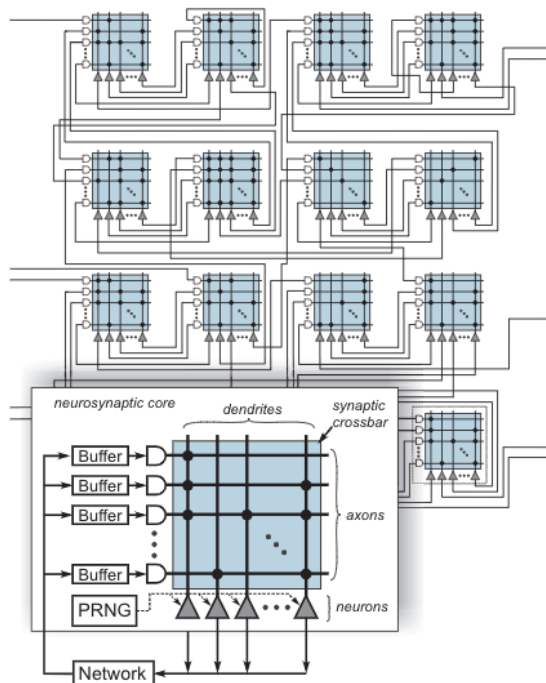 neurosynaptic core
dendrites
synaptic
crossbar
Buffer
Buffer
Buffer
axons
Buffer
PRNG
neurons
Network